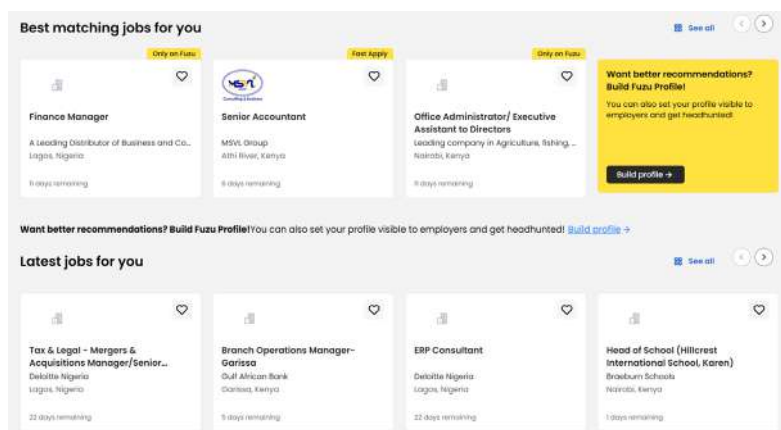 Best matching jobs for you
See all
Only on Fuzu
Fast Apply
Only on Fuzu
Finance Manager
A Leading Distributor of Business and Co...
Lagos, Nigeria
11 days remaining
Senior Accountant
MSVL Group
Athi River, Kenya
6 days remaining
Office Administrator/ Executive
Assistant to Directors
Leading company in Agriculture, fishing, ...
Nairobi, Kenya
11 days remaining
Want better recommendations?
Build Fuzu Profile!
You can also set your profile visible to
employers and get headhunted!
Build profile →
Want better recommendations? Build Fuzu Profile!You can also set your profile visible to employers and get headhunted! Build profile →
Latest jobs for you
See all
Tax & Legal - Mergers &
Acquisitions Manager/Senior...
Deloitte Nigeria
Lagos, Nigeria
22 days remaining
Branch Operations Manager-
Garissa
Gulf African Bank
Garissa, Kenya
ERP Consultant
Deloitte Nigeria
Lagos, Nigeria
22 days remaining
Head of School (Hillcrest
International School, Karen)
Braeburn Schools
Nairobi, Kenya
1 days remaining